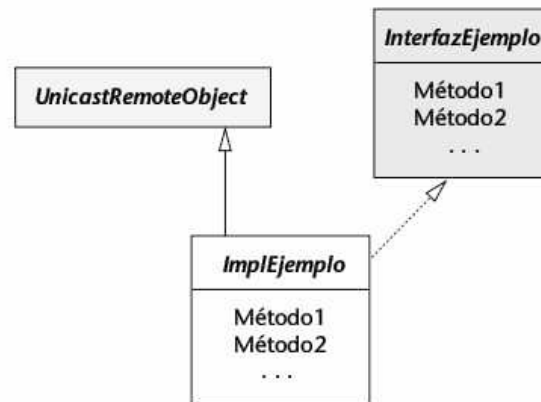 InterfazEjemplo
Método1
Método2
. . .
UnicastRemoteObject
ImplEjemplo
Método1
Método2
. . .